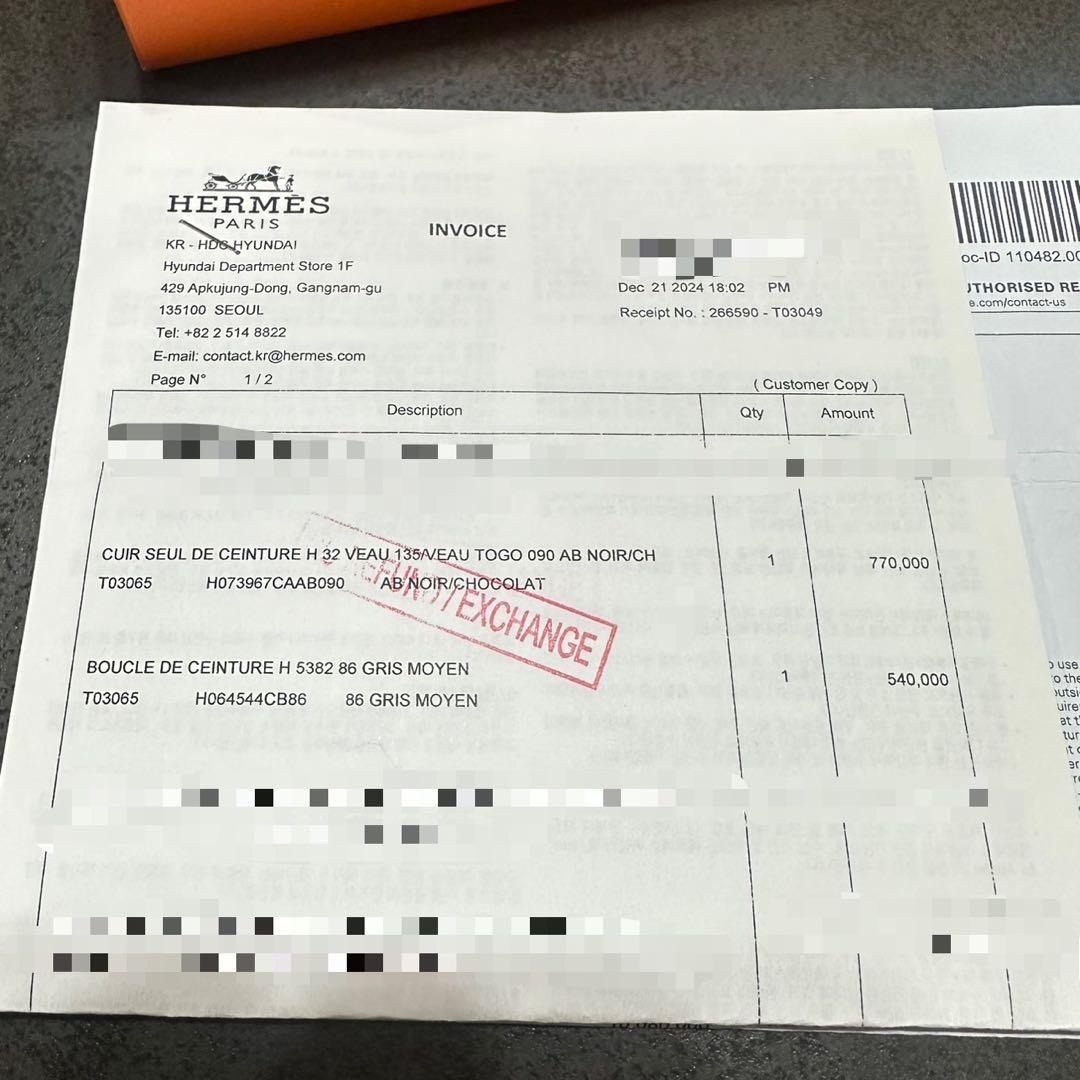 HERMÈS
PARIS
INVOICE
KR - HDG HYUNDAI
Hyundai Department Store 1F
429 Apkujung-Dong, Gangnam-gu
135100 SEOUL
Tel: +82 2 514 8822
E-mail: contact.kr@hermes.com
Page N° 1 / 2
Dec 21 2024 18:02 PM
Receipt No. : 266590 - T03049
( Customer Copy )
Description Qty Amount
CUIR SEUL DE CEINTURE H 32 VEAU 135/VEAU TOGO 090 AB NOIR/CH 1 770,000
T03065 H073967CAAB090 AB NOIR/CHOCOLAT
REFUND / EXCHANGE
BOUCLE DE CEINTURE H 5382 86 GRIS MOYEN 1 540,000
T03065 H064544CB86 86 GRIS MOYEN
oc-ID 110482.00
UTHORISED RE
e.com/contact-us